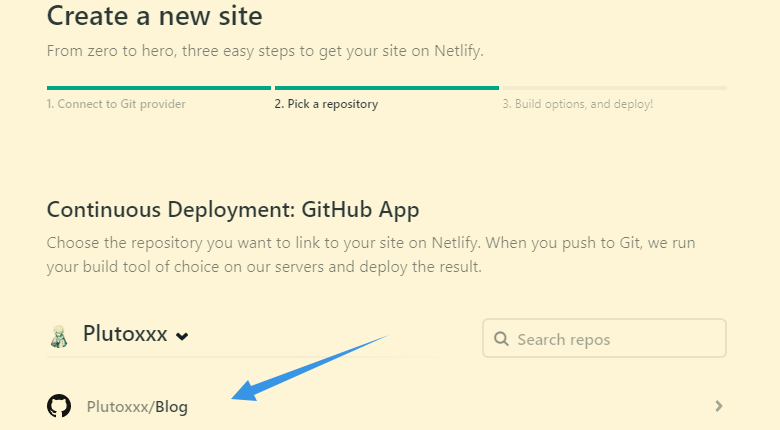 Create a new site
From zero to hero, three easy steps to get your site on Netlify.
1. Connect to Git provider
2. Pick a repository
3. Build options, and deploy!
Continuous Deployment: GitHub App
Choose the repository you want to link to your site on Netlify. When you push to Git, we run
your build tool of choice on our servers and deploy the result.
Plutoxxx
Search repos
Plutoxxx/Blog